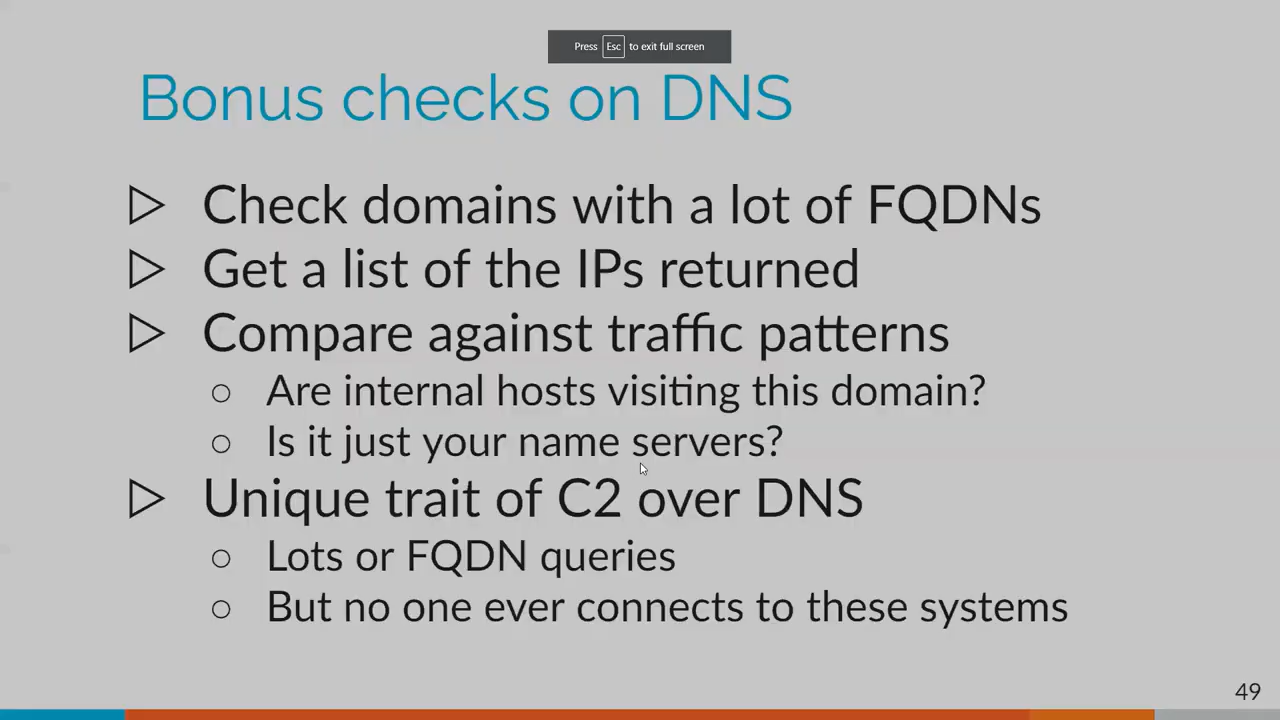 Press Esc to exit full screen
Bonus checks on DNS
▷ Check domains with a lot of FQDNs
▷ Get a list of the IPs returned
▷ Compare against traffic patterns
○ Are internal hosts visiting this domain?
○ Is it just your name servers?
▷ Unique trait of C2 over DNS
○ Lots or FQDN queries
○ But no one ever connects to these systems
49